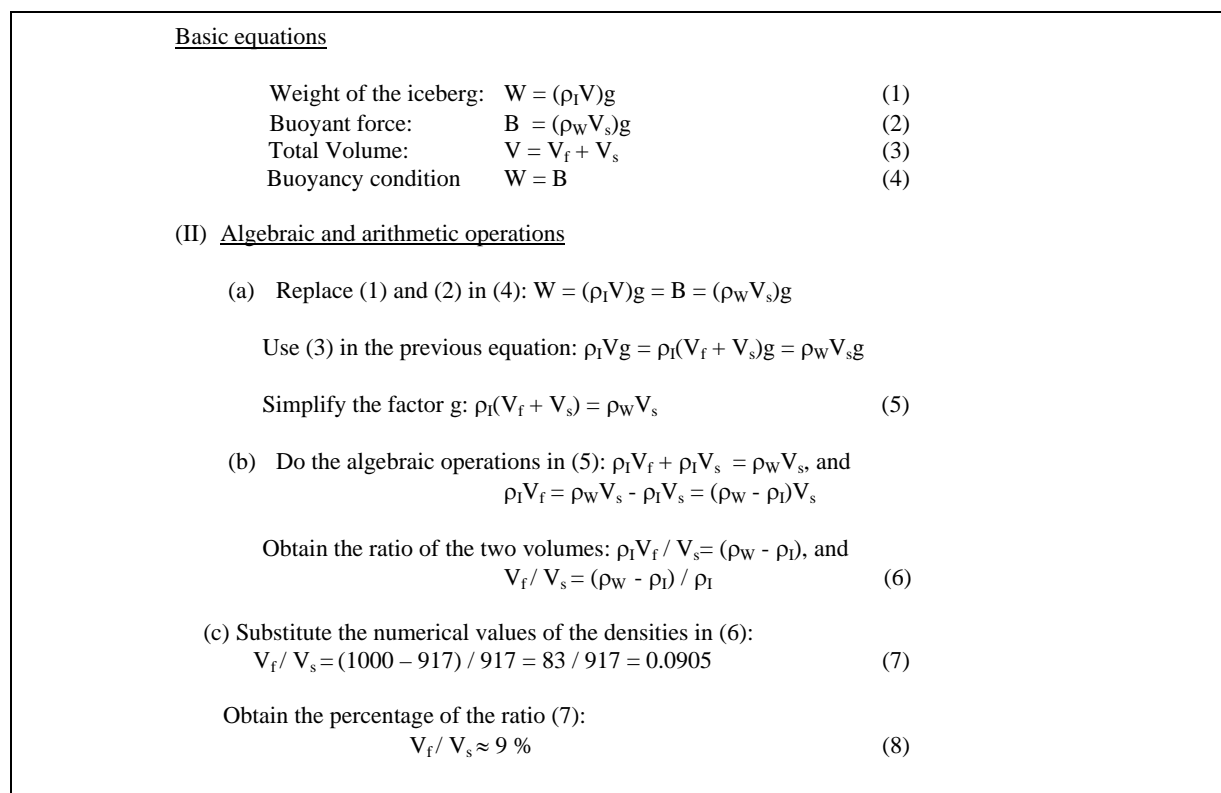 Basic equations
Weight of the iceberg: W = (ρIV)g (1)
Buoyant force: B = (ρWVs)g (2)
Total Volume: V = Vf + Vs (3)
Buoyancy condition W = B (4)
(II) Algebraic and arithmetic operations
(a) Replace (1) and (2) in (4): W = (ρIV)g = B = (ρWVs)g
Use (3) in the previous equation: ρIVg = ρI(Vf + Vs)g = ρWVsg
Simplify the factor g: ρI(Vf + Vs) = ρWVs (5)
(b) Do the algebraic operations in (5): ρIVf + ρIVs = ρWVs, and
ρIVf = ρWVs - ρIVs = (ρW - ρI)Vs
Obtain the ratio of the two volumes: ρIVf / Vs= (ρW - ρI), and
Vf / Vs = (ρW - ρI) / ρI (6)
(c) Substitute the numerical values of the densities in (6):
Vf / Vs = (1000 – 917) / 917 = 83 / 917 = 0.0905 (7)
Obtain the percentage of the ratio (7):
Vf / Vs ≈ 9 % (8)